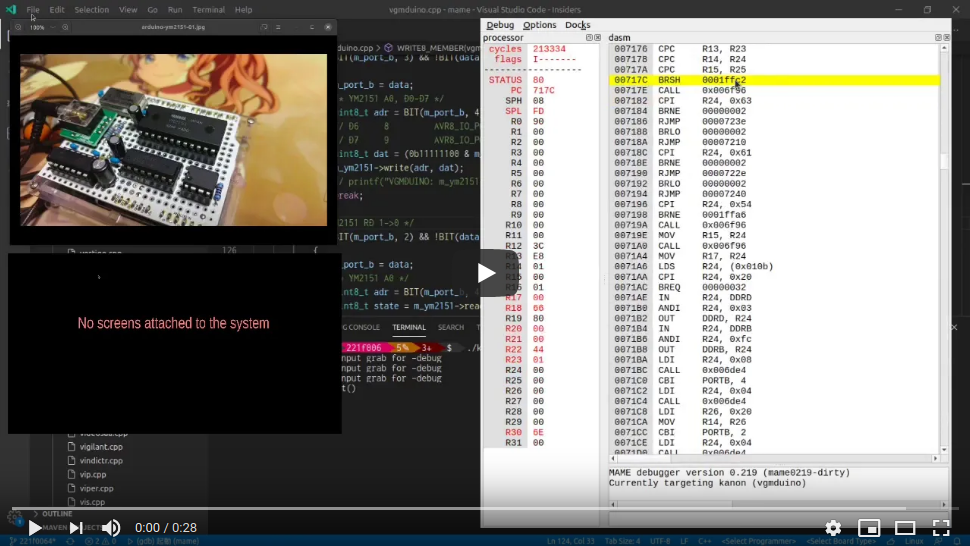 File Edit Selection View Go Run Terminal Help
vgmduino.cpp - mame - Visual Studio Code - Insiders
100%
arduino-ym2151-01.jpg
duino.cpp > WRITE8_MEMBER(vgm
_port_b = data;
* YM2151 A0, D0-D7 */
int8_t adr = BIT(m_port_b,
/ D6 8 AVR8_IO_P
/ D7 9 AVR8_IO_P
int8_t dat = (0b11111100 &
_ym2151->write(adr, dat);
/ printf("VGMDUINO: m_ym2151
reak;
2151 RD 1->0 */
BIT(m_port_b, 2) && !BIT(d
126 {
_port_b = data;
* YM2151 A0 */
int8_t adr = BIT(m_port_b,
int8_t state = m_ym2151->rea
No screens attached to the system
G CONSOLE TERMINAL SEARCH
221f0806 5% 3+ $ ./k
nput grab for -debug
nput grab for -debug
nput grab for -debug
t()
vigilant.cpp
vindictr.cpp
vip.cpp
viper.cpp
vis.cpp
OUTLINE
MAVEN PROJECTS
Debug Options Docks
processor
cycles 213334
flags I-------
STATUS 80
PC 717C
SPH 08
SPL FD
R0 90
R1 00
R2 00
R3 00
R4 00
R5 00
R6 00
R7 00
R8 00
R9 00
R10 00
R11 00
R12 3C
R13 E8
R14 01
R15 00
R16 01
R17 00
R18 66
R19 80
R20 00
R21 00
R22 44
R23 01
R24 00
R25 00
R26 00
R27 00
R28 00
R29 00
R30 6E
R31 00
dasm
007176 CPC R13, R23
007178 CPC R14, R24
00717A CPC R15, R25
00717C BRSH 0001ffc2
00717E CALL 0x006f96
007182 CPI R24, 0x63
007184 BRNE 00000002
007186 RJMP 0000723e
007188 BRLO 00000002
00718A RJMP 00007210
00718C CPI R24, 0x61
00718E BRNE 00000002
007190 RJMP 0000722e
007192 BRLO 00000002
007194 RJMP 00007240
007196 CPI R24, 0x54
007198 BRNE 0001ffa6
00719A CALL 0x006f96
00719E MOV R15, R24
0071A0 CALL 0x006f96
0071A4 MOV R17, R24
0071A6 LDS R24, (0x010b)
0071AA CPI R24, 0x20
0071AC BREQ 00000032
0071AE IN R24, DDRD
0071B0 ANDI R24, 0x03
0071B2 OUT DDRD, R24
0071B4 IN R24, DDRB
0071B6 ANDI R24, 0xfc
0071B8 OUT DDRB, R24
0071BA LDI R24, 0x08
0071BC CALL 0x006de4
0071C0 CBI PORTB, 4
0071C2 LDI R24, 0x04
0071C4 CALL 0x006de4
0071C8 LDI R26, 0x20
0071CA MOV R14, R26
0071CC CBI PORTB, 2
0071CE LDI R24, 0x04
0071D0 CALL 0x006de4
MAME debugger version 0.219 (mame0219-dirty)
Currently targeting kanon (vgmduino)
0:00 / 0:28
221f0064* 2 0 (gdb) 起動 (mame) Ln 124, Col 33 Tab Size: 4 UTF-8 LF C++ <Select Programmer> <Select Board Type> Linux